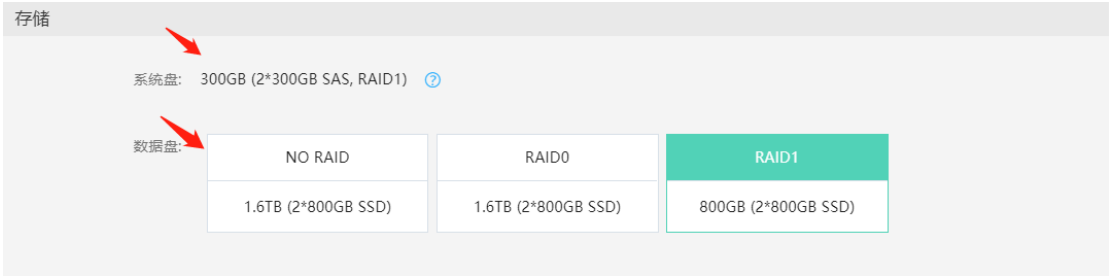 存储
系统盘: 300GB (2*300GB SAS, RAID1) ?
数据盘:
NO RAID RAID0 RAID1
1.6TB (2*800GB SSD) 1.6TB (2*800GB SSD) 800GB (2*800GB SSD)